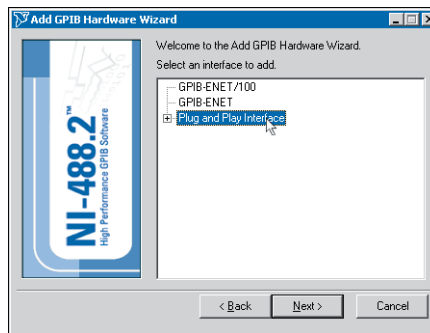 Add GPIB Hardware Wizard
Welcome to the Add GPIB Hardware Wizard.
Select an interface to add.
GPIB-ENET/100
GPIB-ENET
Plug and Play Interface
NI-488.2™
High Performance GPIB Software
< Back
Next >
Cancel